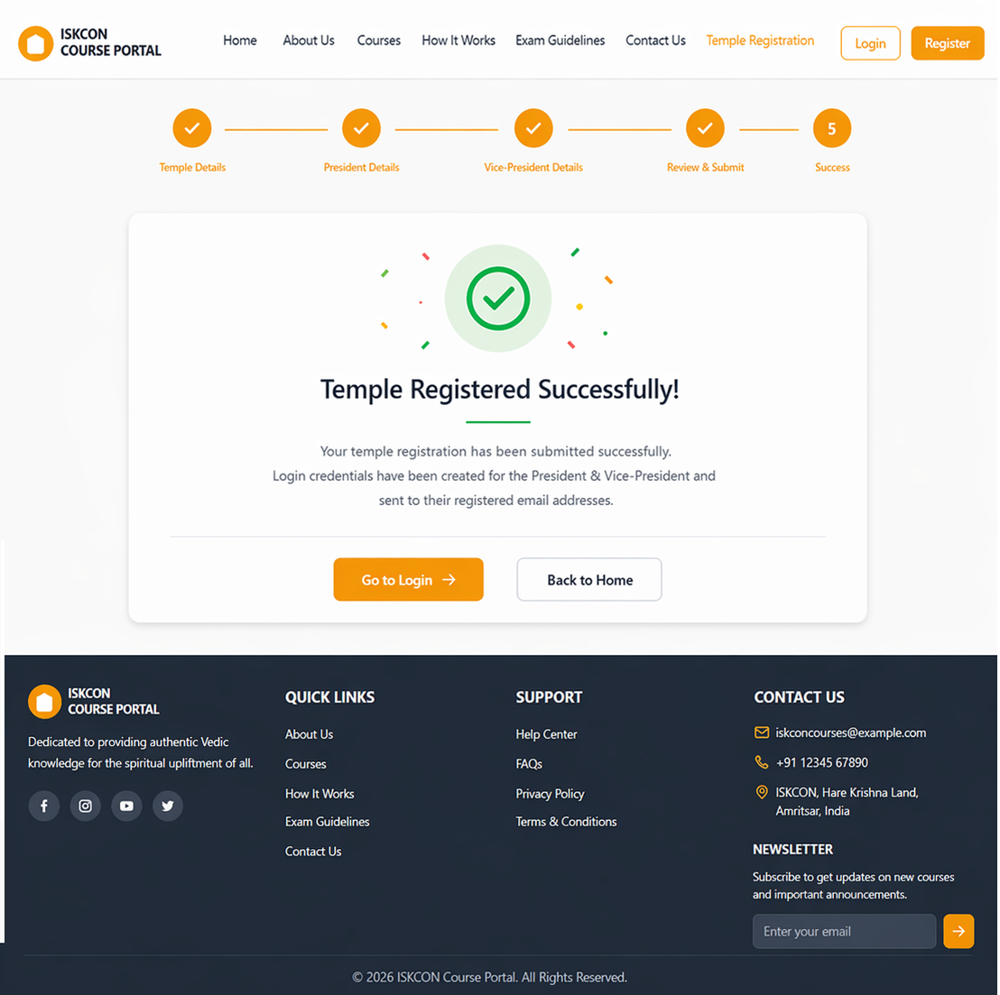 ISKCON
COURSE PORTAL
Home
About Us
Courses
How It Works
Exam Guidelines
Contact Us
Temple Registration
Login
Register
5
Temple Details
President Details
Vice-President Details
Review & Submit
Success
Temple Registered Successfully!
Your temple registration has been submitted successfully.
Login credentials have been created for the President & Vice-President and
sent to their registered email addresses.
Go to Login
Back to Home
ISKCON
COURSE PORTAL
Dedicated to providing authentic Vedic
knowledge for the spiritual upliftment of all.
QUICK LINKS
About Us
Courses
How It Works
Exam Guidelines
Contact Us
SUPPORT
Help Center
FAQs
Privacy Policy
Terms & Conditions
CONTACT US
iskconcourses@example.com
+91 12345 67890
ISKCON, Hare Krishna Land,
Amritsar, India
NEWSLETTER
Subscribe to get updates on new courses
and important announcements.
Enter your email
© 2026 ISKCON Course Portal. All Rights Reserved.